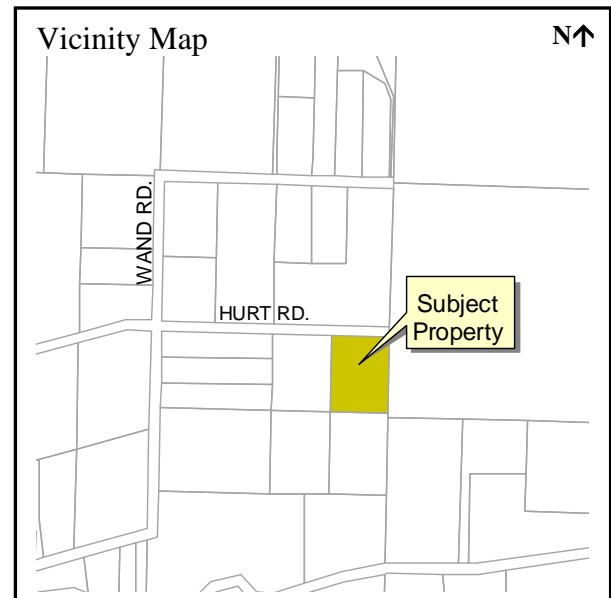 Vicinity Map
N↑
WAND RD.
HURT RD.
Subject
Property